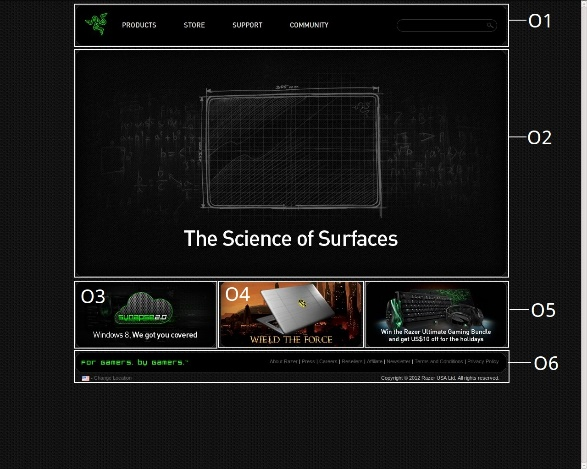 PRODUCTS STORE SUPPORT COMMUNITY
O1
O2
The Science of Surfaces
O3
synapse 2.0
Windows 8, We got you covered
O4
WIELD THE FORCE
Win the Razer Ultimate Gaming Bundle
and get US$10 off for the holidays
O5
FOR GAMERS. BY GAMERS.™
About Razer | Press | Careers | Retailers | Affiliate | Newsletter | Terms and Conditions | Privacy Policy
O6
- Change Location
Copyright © 2012 Razer USA Ltd. All rights reserved.